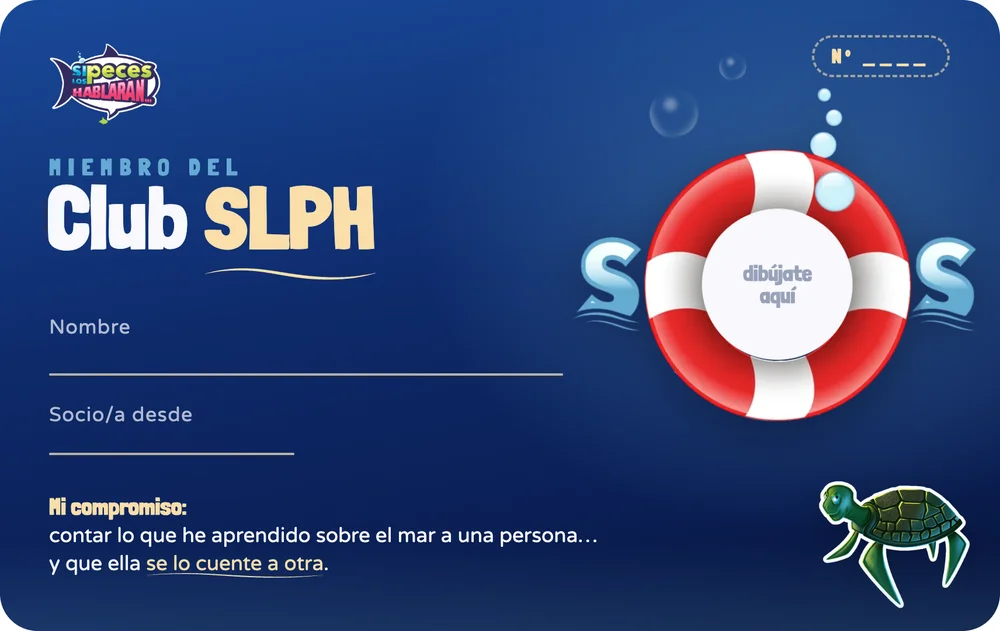 SI
LOS
peces
HABLARAN...
Nº _ _ _ _
MIEMBRO DEL
Club SLPH
S
S
dibújate
aquí
Nombre
Socio/a desde
Mi compromiso:
contar lo que he aprendido sobre el mar a una persona...
y que ella se lo cuente a otra.